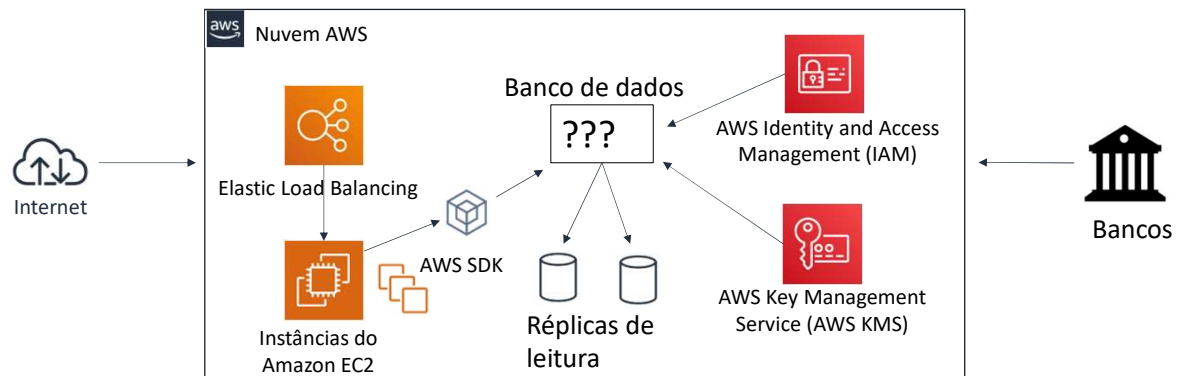 aws
Nuvem AWS
Internet
Elastic Load Balancing
Instâncias do
Amazon EC2
AWS SDK
Banco de dados
???
Réplicas de
leitura
AWS Identity and Access
Management (IAM)
AWS Key Management
Service (AWS KMS)
Bancos